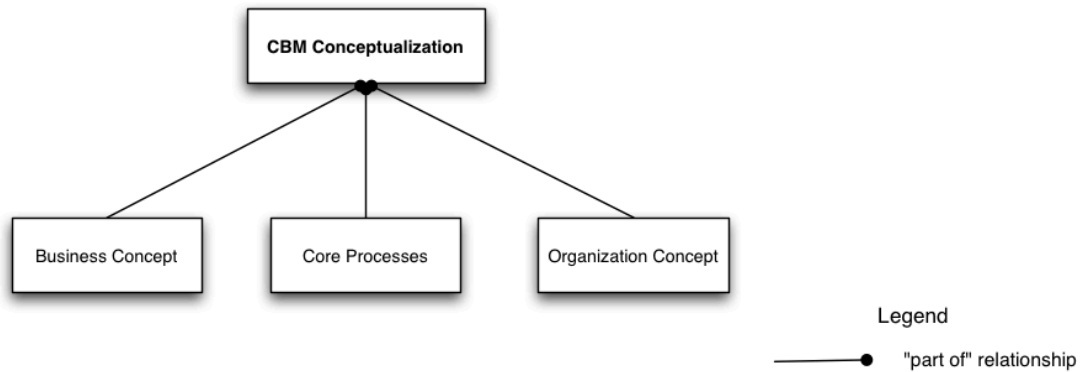 CBM Conceptualization
Business Concept
Core Processes
Organization Concept
Legend
"part of" relationship